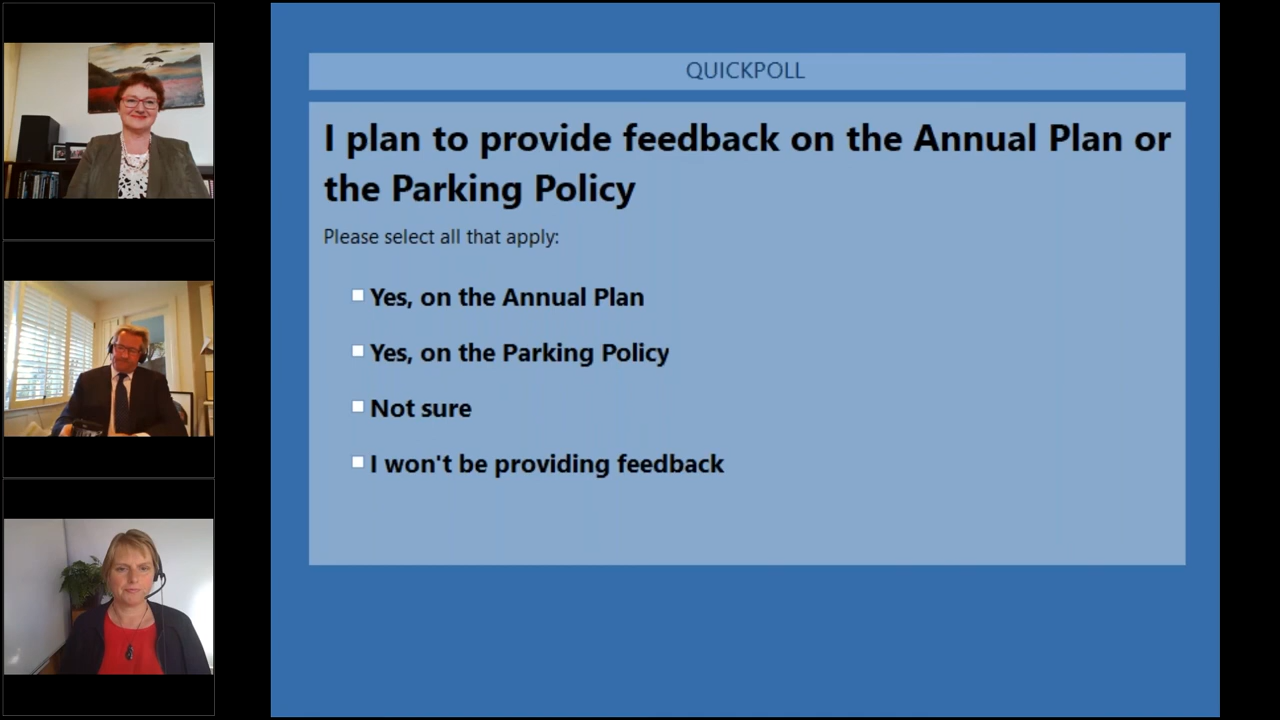 QUICKPOLL
I plan to provide feedback on the Annual Plan or
the Parking Policy
Please select all that apply:
Yes, on the Annual Plan
Yes, on the Parking Policy
Not sure
I won't be providing feedback